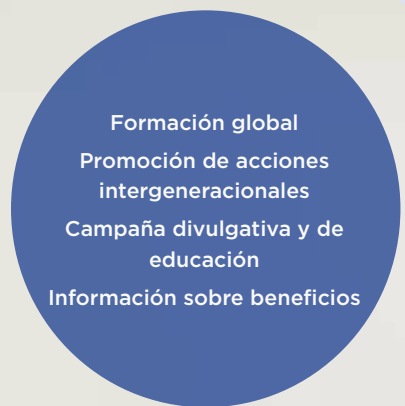 Formación global
Promoción de acciones
intergeneracionales
Campaña divulgativa y de
educación
Información sobre beneficios